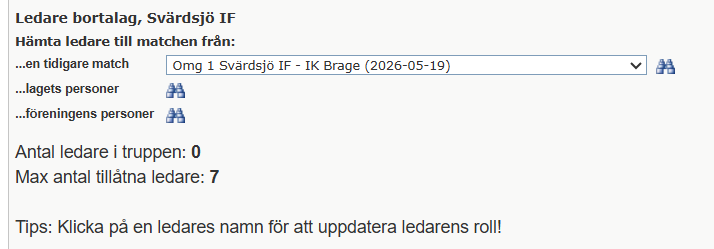 Ledare bortalag, Svärdsjö IF
Hämta ledare till matchen från:
...en tidigare match Omg 1 Svärdsjö IF - IK Brage (2026-05-19)
...lagets personer
...föreningens personer
Antal ledare i truppen: 0
Max antal tillåtna ledare: 7
Tips: Klicka på en ledares namn för att uppdatera ledarens roll!